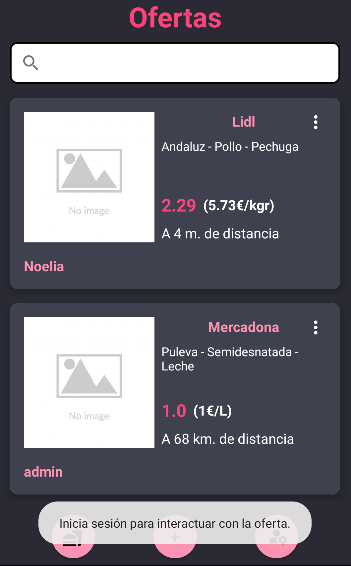 Ofertas
Lidl
Andaluz - Pollo - Pechuga
No image
2.29 (5.73€/kgr)
A 4 m. de distancia
Noelia
Mercadona
Puleva - Semidesnatada -
Leche
No image
1.0 (1€/L)
A 68 km. de distancia
admin
Inicia sesión para interactuar con la oferta.